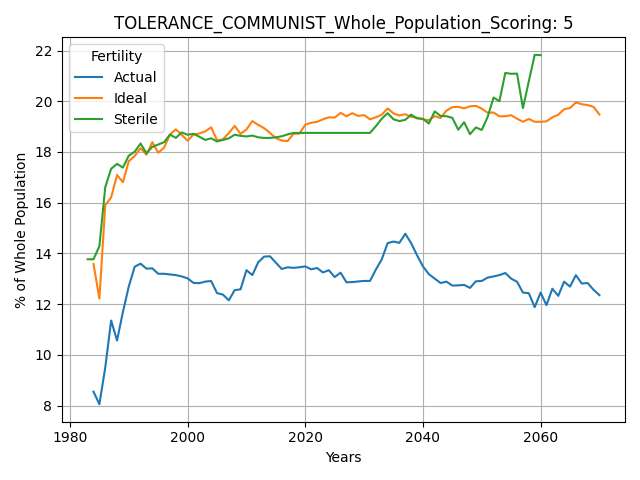 TOLERANCE_COMMUNIST_Whole_Population_Scoring: 5
Fertility
Actual
Ideal
Sterile
% of Whole Population
22
20
18
16
14
12
10
8
1980
2000
2020
2040
2060
Years